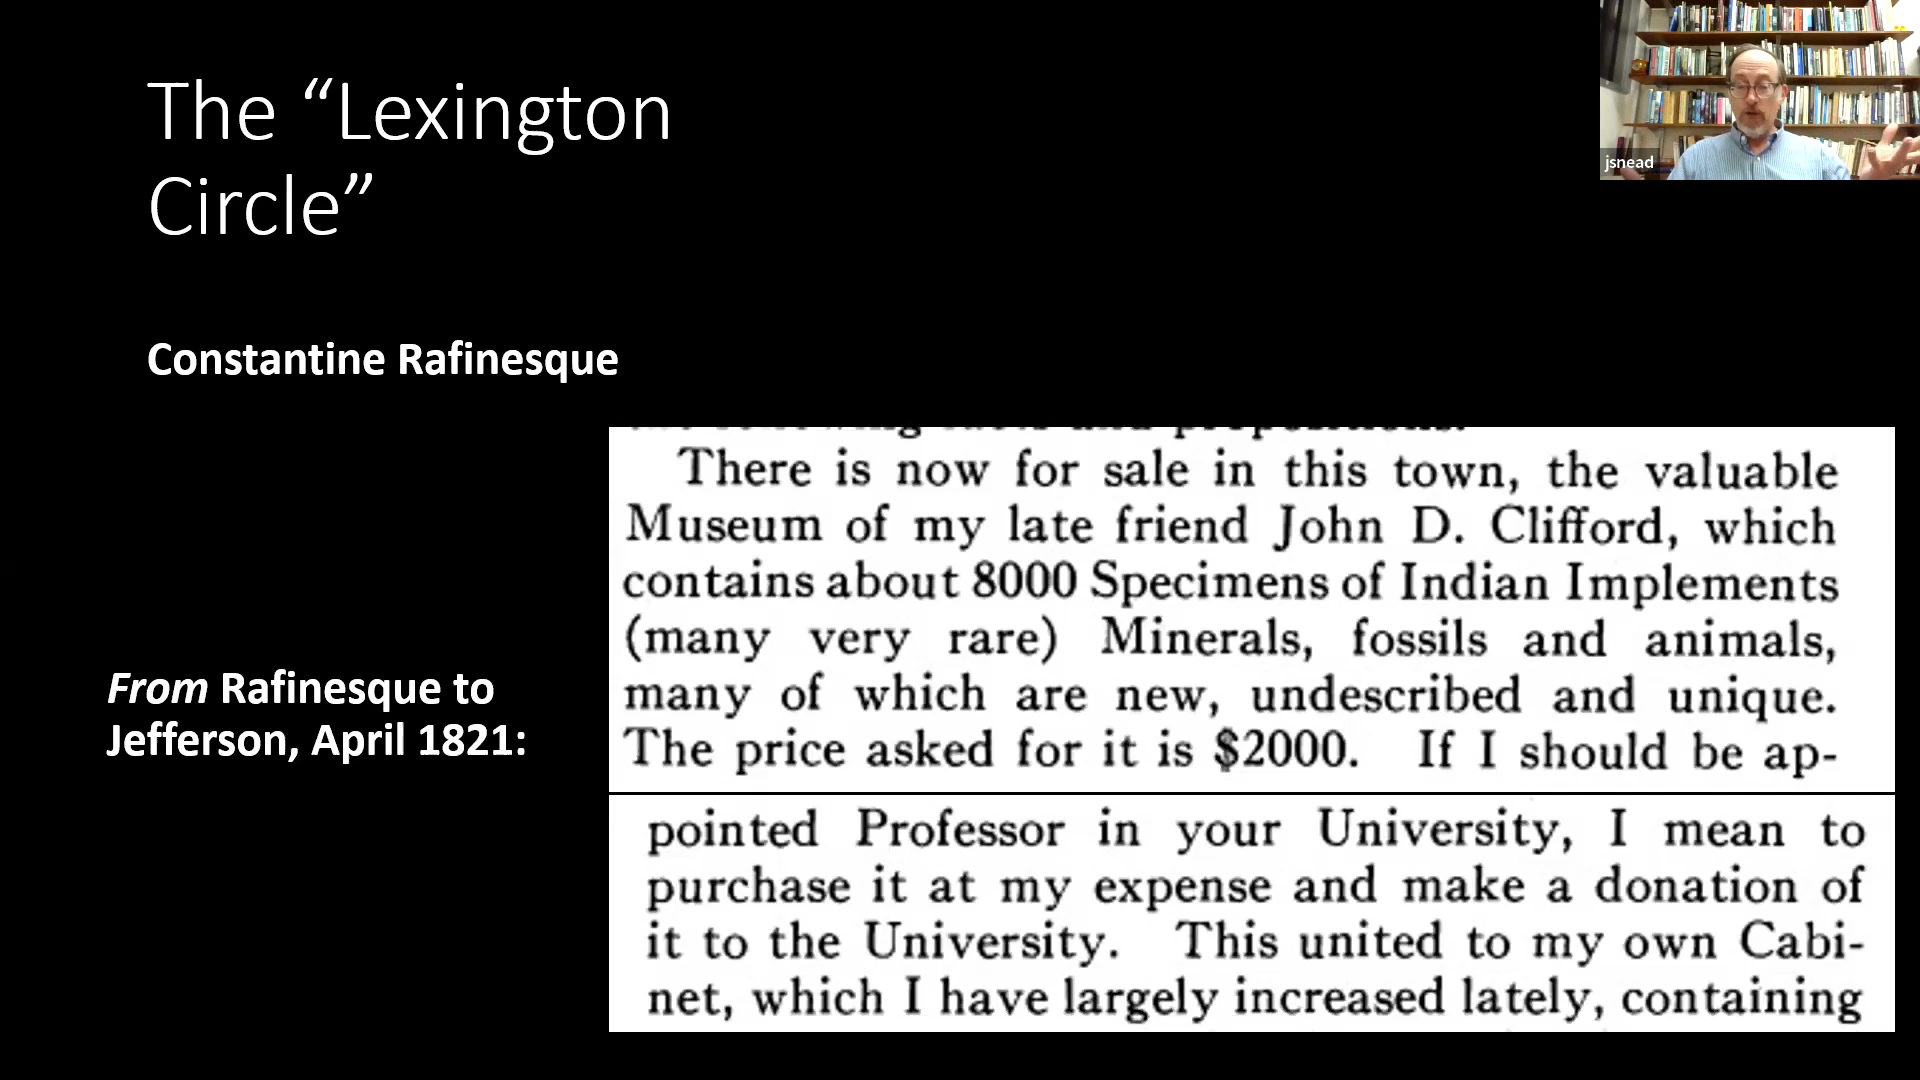 The “Lexington
Circle”
jsnead
Constantine Rafinesque
From Rafinesque to
Jefferson, April 1821:
There is now for sale in this town, the valuable
Museum of my late friend John D. Clifford, which
contains about 8000 Specimens of Indian Implements
(many very rare) Minerals, fossils and animals,
many of which are new, undescribed and unique.
The price asked for it is $2000. If I should be ap-
pointed Professor in your University, I mean to
purchase it at my expense and make a donation of
it to the University. This united to my own Cabi-
net, which I have largely increased lately, containing